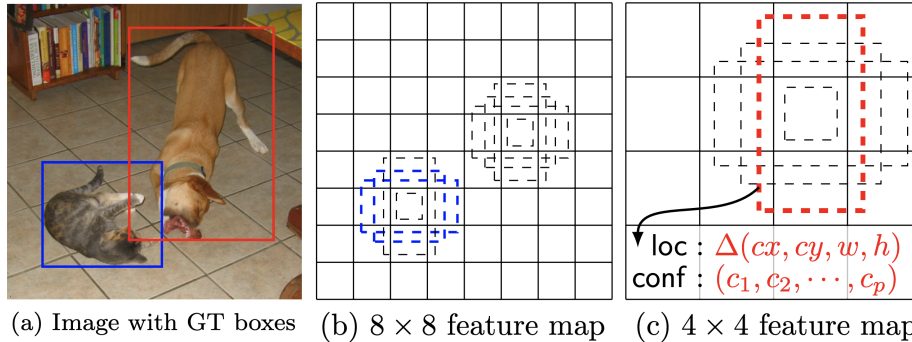 loc : Δ(cx, cy, w, h)
conf : (c₁, c₂, ⋯, cₚ)
(a) Image with GT boxes
(b) 8 × 8 feature map
(c) 4 × 4 feature map